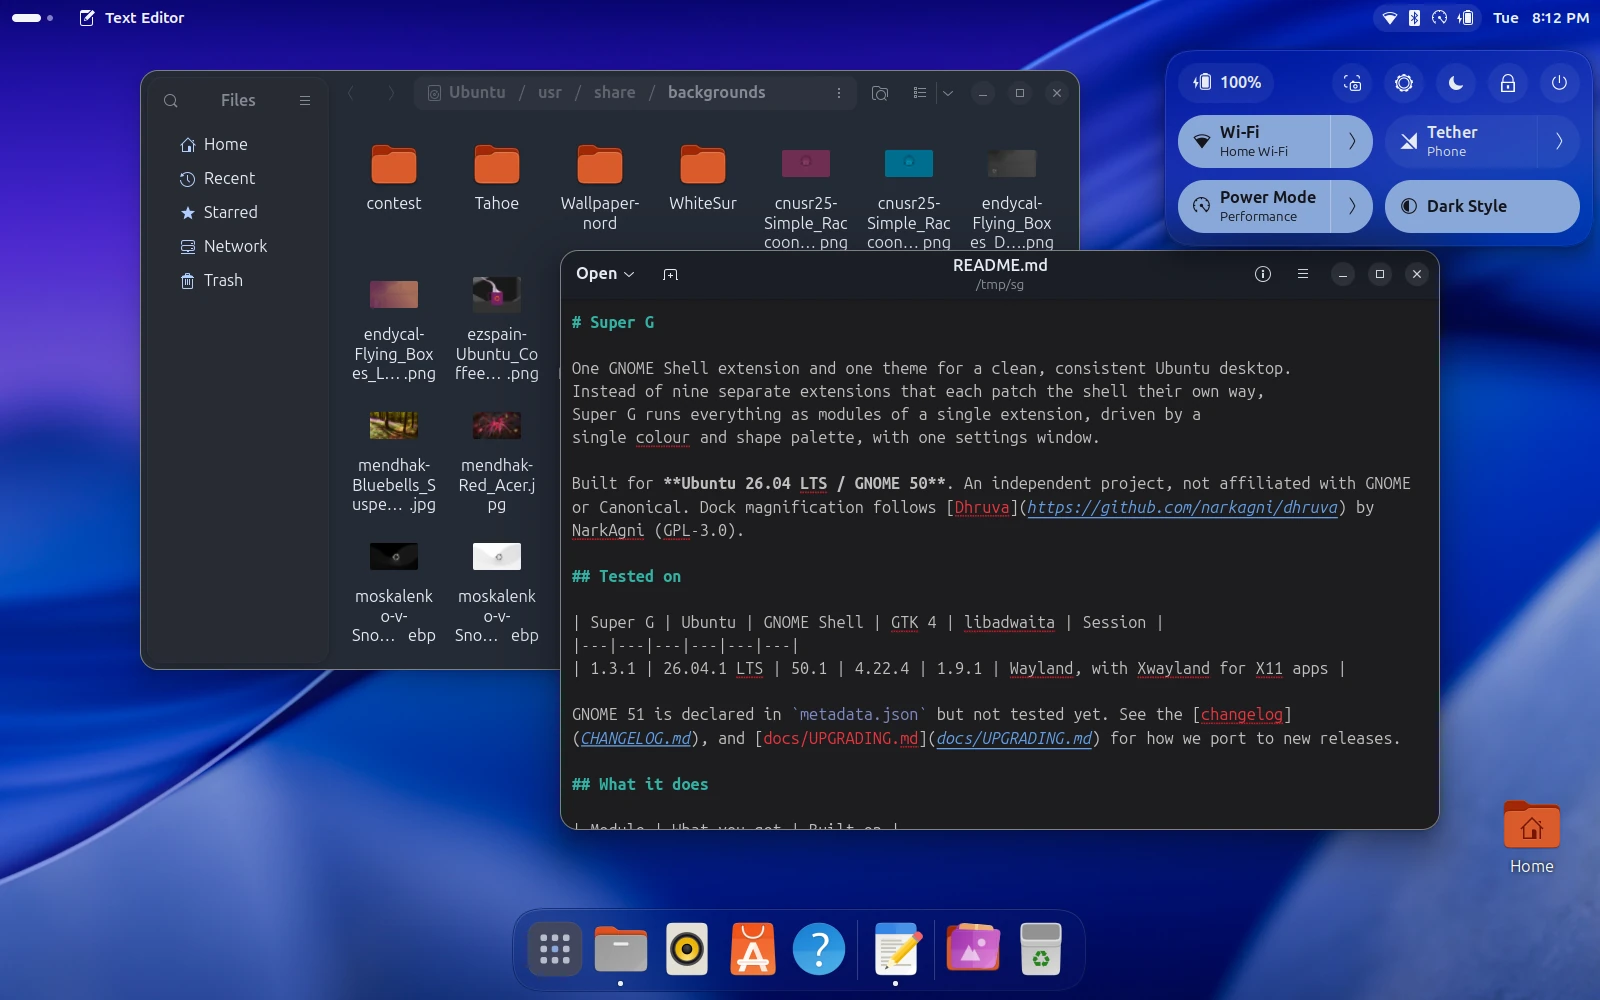 Text Editor
Tue 8:12 PM
Files
Home
Recent
Starred
Network
Trash
Ubuntu / usr / share / backgrounds
contest
Tahoe
Wallpaper-
nord
WhiteSur
cnusr25-
Simple_Rac
coon… png
cnusr25-
Simple_Rac
coon… png
endycal-
Flying_Box
es_D….png
endycal-
Flying_Box
es_L… .png
ezspain-
Ubuntu_Co
ffee… .png
mendhak-
Bluebells_S
uspe… .jpg
mendhak-
Red_Acer.j
pg
moskalenk
o-v-
Sno… ebp
moskalenk
o-v-
Sno… ebp
100%
Wi-Fi
Home Wi-Fi
Tether
Phone
Power Mode
Performance
Dark Style
Open
README.md
/tmp/sg
# Super G
One GNOME Shell extension and one theme for a clean, consistent Ubuntu desktop.
Instead of nine separate extensions that each patch the shell their own way,
Super G runs everything as modules of a single extension, driven by a
single colour and shape palette, with one settings window.
Built for **Ubuntu 26.04 LTS / GNOME 50**. An independent project, not affiliated with GNOME
or Canonical. Dock magnification follows [Dhruva](https://github.com/narkagni/dhruva) by
NarkAgni (GPL-3.0).
## Tested on
| Super G | Ubuntu | GNOME Shell | GTK 4 | libadwaita | Session |
|---|---|---|---|---|---|
| 1.3.1 | 26.04.1 LTS | 50.1 | 4.22.4 | 1.9.1 | Wayland, with Xwayland for X11 apps |
GNOME 51 is declared in `metadata.json` but not tested yet. See the [changelog]
(CHANGELOG.md), and [docs/UPGRADING.md](docs/UPGRADING.md) for how we port to new releases.
## What it does
| Module | What you get | Built on |
Home